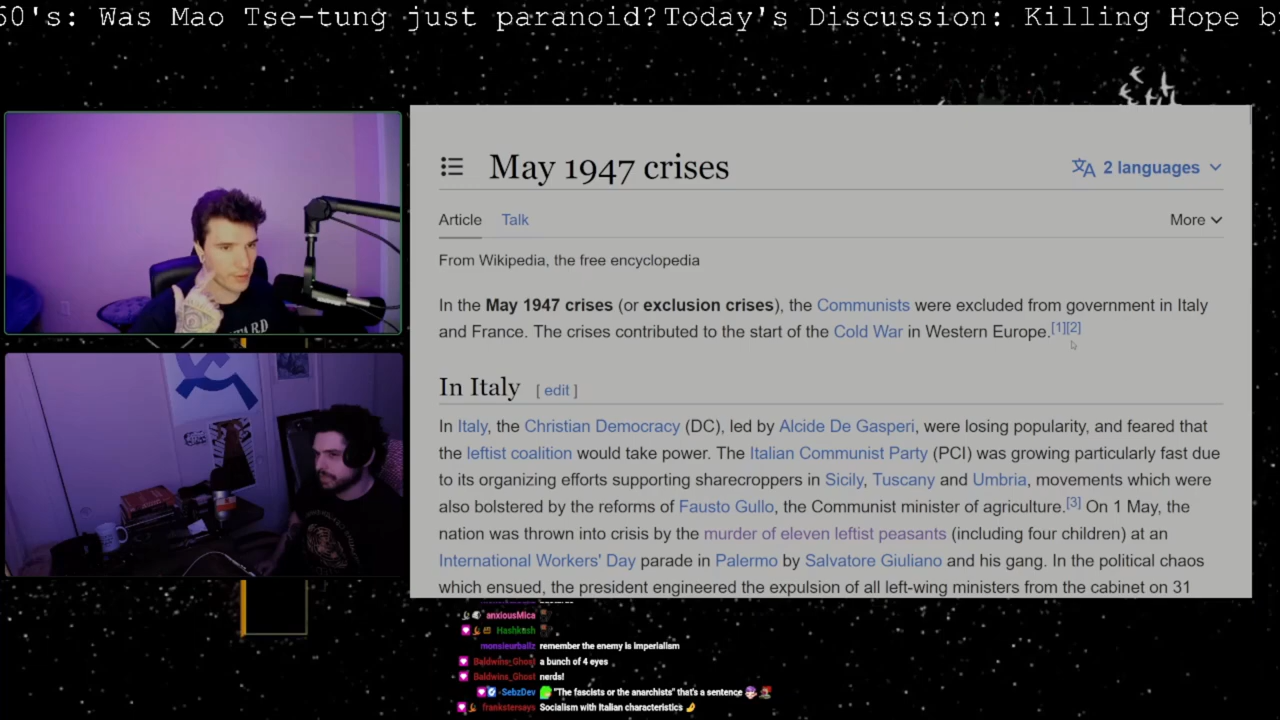 60's: Was Mao Tse-tung just paranoid? Today's Discussion: Killing Hope b
May 1947 crises
2 languages
Article Talk
More
From Wikipedia, the free encyclopedia
In the May 1947 crises (or exclusion crises), the Communists were excluded from government in Italy
and France. The crises contributed to the start of the Cold War in Western Europe.[1][2]
In Italy [ edit ]
In Italy, the Christian Democracy (DC), led by Alcide De Gasperi, were losing popularity, and feared that
the leftist coalition would take power. The Italian Communist Party (PCI) was growing particularly fast due
to its organizing efforts supporting sharecroppers in Sicily, Tuscany and Umbria, movements which were
also bolstered by the reforms of Fausto Gullo, the Communist minister of agriculture.[3] On 1 May, the
nation was thrown into crisis by the murder of eleven leftist peasants (including four children) at an
International Workers' Day parade in Palermo by Salvatore Giuliano and his gang. In the political chaos
which ensued, the president engineered the expulsion of all left-wing ministers from the cabinet on 31
anxiousMica
Hashkash
monsieurballz remember the enemy is Imperialism
Baldwins_Ghost a bunch of 4 eyes
Baldwins_Ghost nerds!
-SebzDev "The fascists or the anarchists" that's a sentence
frankstersays Socialism with Italian characteristics